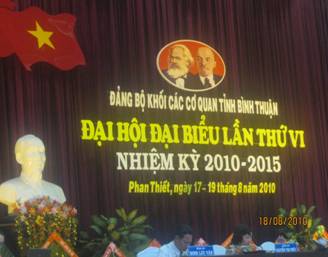 ĐẢNG BỘ KHỐI CÁC CƠ QUAN TỈNH BÌNH THUẬN
ĐẠI HỘI ĐẠI BIỂU LẦN THỨ VI
NHIỆM KỲ 2010-2015
Phan Thiết, ngày 17-19 tháng 8 năm 2010
18/08/2010